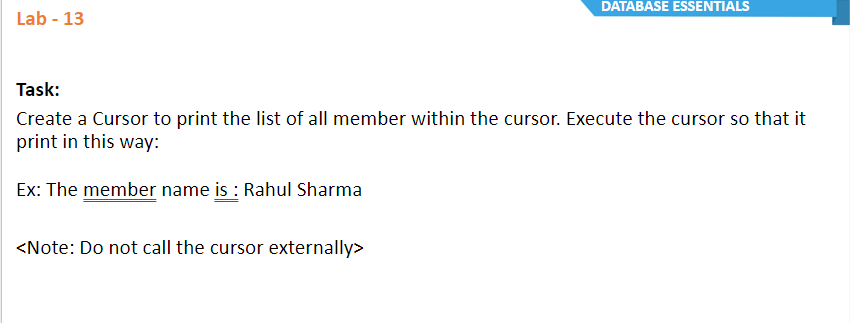 DATABASE ESSENTIALS
Lab - 13
Task:
Create a Cursor to print the list of all member within the cursor. Execute the cursor so that it
print in this way:
Ex: The member name is : Rahul Sharma
<Note: Do not call the cursor externally>